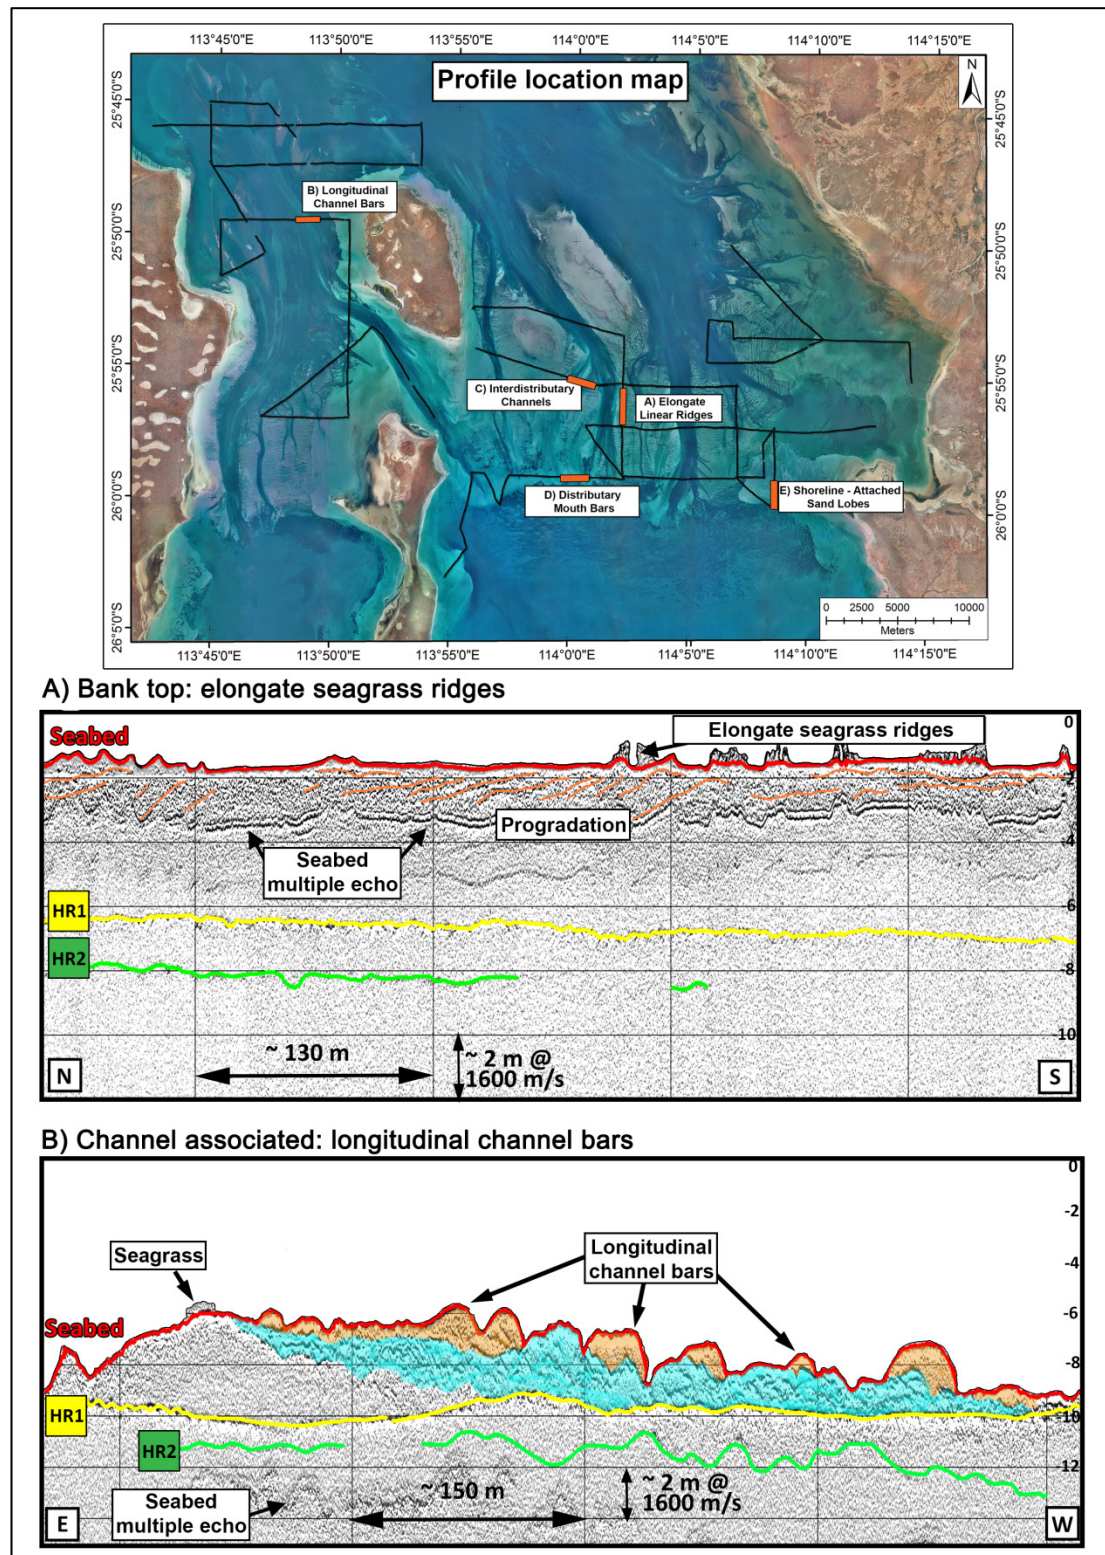 113°45'0"E 113°50'0"E 113°55'0"E 114°0'0"E 114°5'0"E 114°10'0"E 114°15'0"E
Profile location map
N
25°45'0"S
25°45'0"S
B) Longitudinal
Channel Bars
25°50'0"S
25°50'0"S
25°55'0"S
25°55'0"S
C) Interdistributary
Channels
A) Elongate
Linear Ridges
D) Distributary
Mouth Bars
E) Shoreline - Attached
Sand Lobes
26°0'0"S
26°0'0"S
0 2500 5000 10000
Meters
26°5'0"S
113°45'0"E 113°50'0"E 113°55'0"E 114°0'0"E 114°5'0"E 114°10'0"E 114°15'0"E
A) Bank top: elongate seagrass ridges
Seabed
Elongate seagrass ridges
0
-2
Progradation
Seabed
multiple echo
-4
HR1
-6
HR2
-8
-10
~ 130 m
~ 2 m @
1600 m/s
N
S
B) Channel associated: longitudinal channel bars
0
-2
Seagrass
Longitudinal
channel bars
-4
Seabed
-6
-8
HR1
-10
HR2
-12
~ 150 m
~ 2 m @
1600 m/s
Seabed
multiple echo
E
W